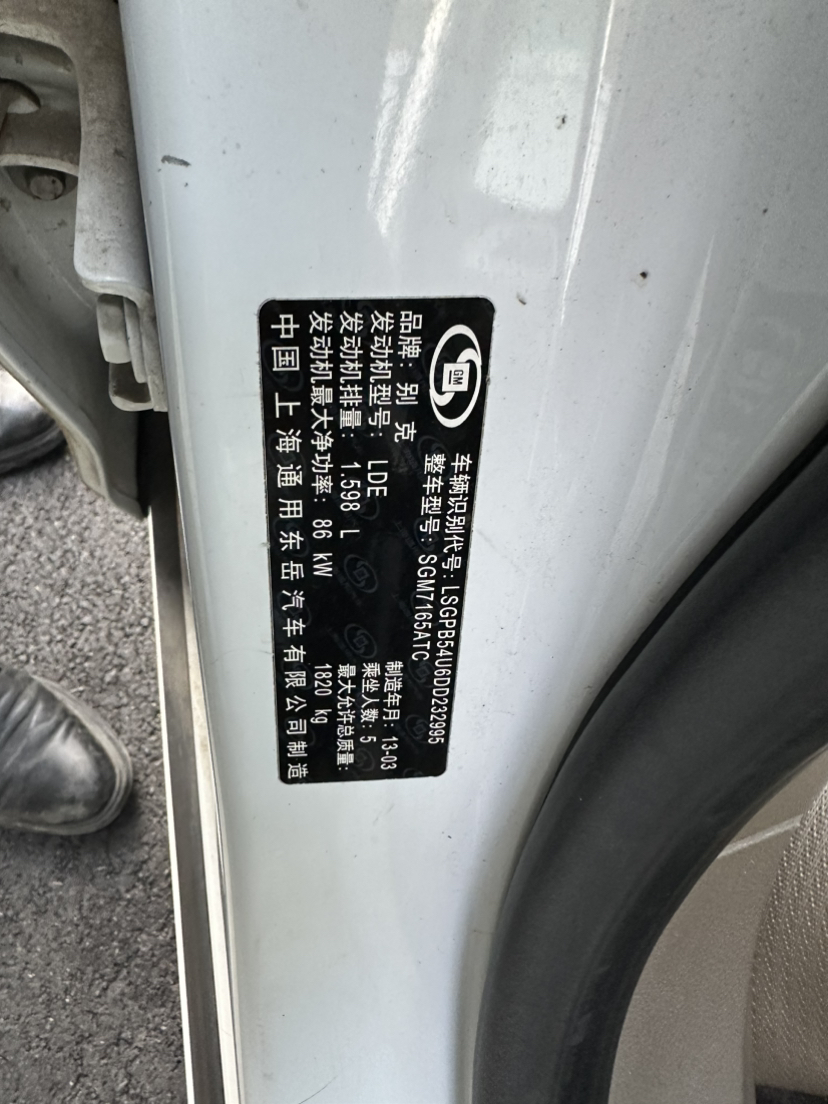 GM
车辆识别代号: LSGPB54U6DD232995
整车型号: SGM7165ATC
品牌: 别克
制造年月: 13-03
发动机型号: LDE
乘坐人数: 5
发动机排量: 1.598 L
最大允许总质量:
发动机最大净功率: 86 kW
1820 kg
中国上海通用东岳汽车有限公司制造